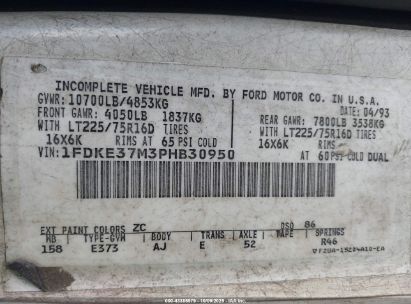 INCOMPLETE VEHICLE MFD. BY FORD MOTOR CO. IN U.S.A.
GVWR: 10700LB/4853KG 04/93
FRONT GAWR: 4050LB 1837KG REAR GAWR: 7800LB 3538KG
WITH LT225/75R16D TIRES WITH LT225/75R16D TIRES
16X6K AT 65 PSI COLD 16X6K AT 60 PSI COLD DUAL
VIN: 1FDKE37M3PHB30950
EXT PAINT COLORS ZC DSO 86
WB TYPE-GVW BODY TRANS AXLE TAPE SPRINGS
158 E373 AJ E 52 R46